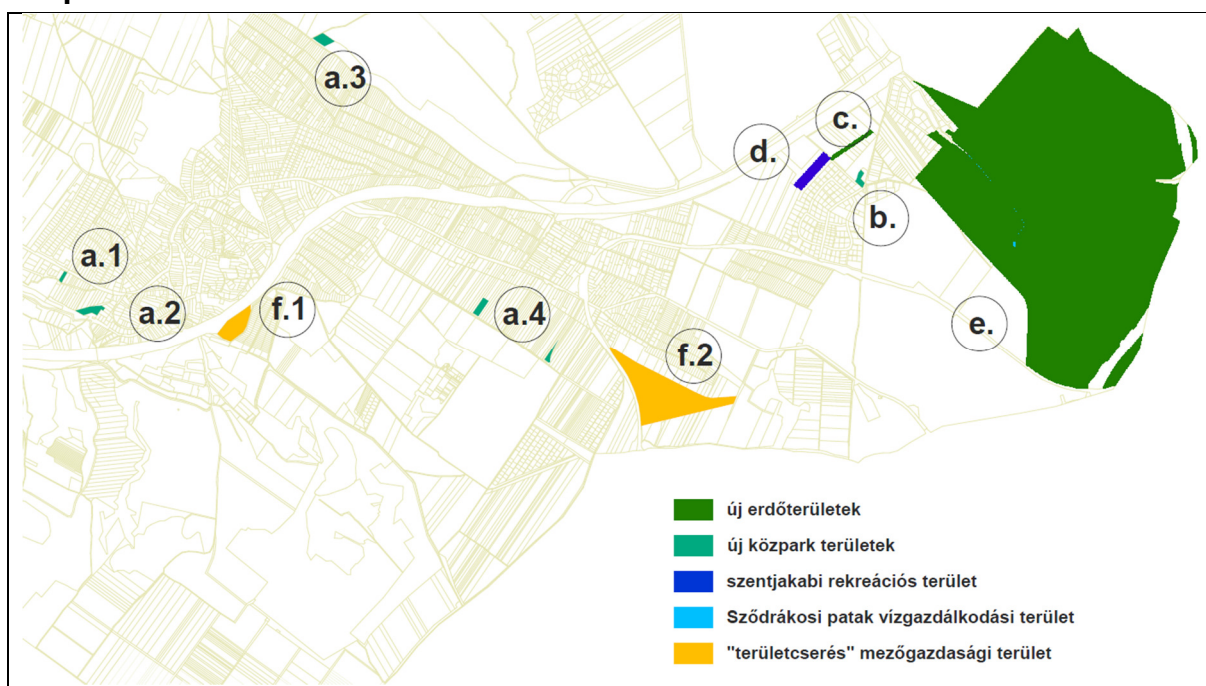 a.3
c.
d.
b.
a.1
a.2
f.1
a.4
e.
f.2
új erdőterületek
új közpark területek
szentjakabi rekreációs terület
Sződrákosi patak vízgazdálkodási terület
"területcserés" mezőgazdasági terület